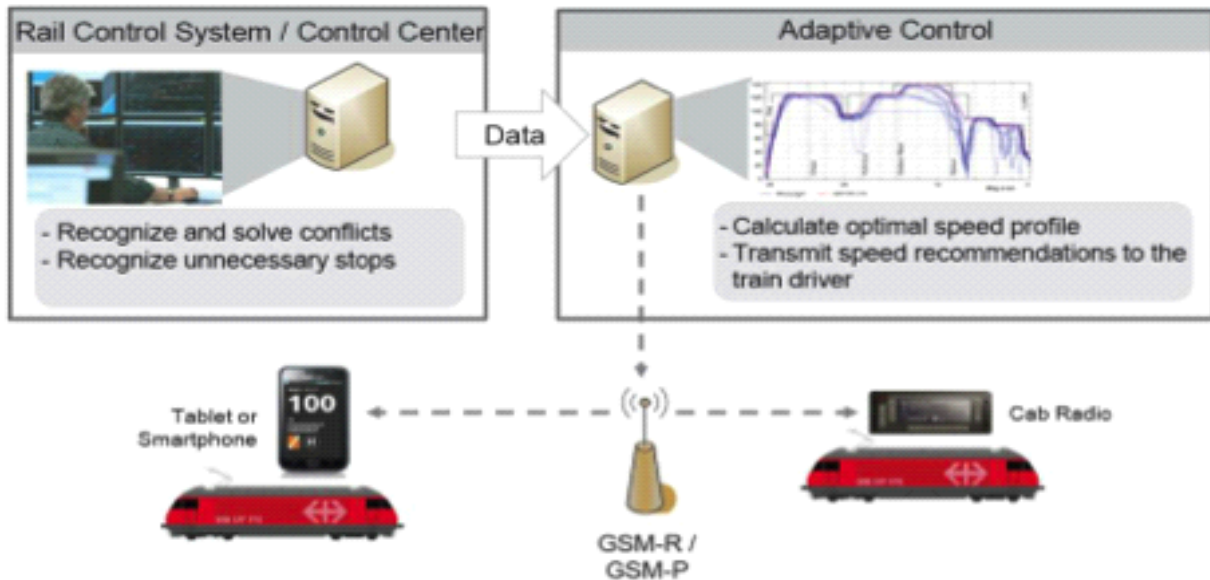 Rail Control System / Control Center
Adaptive Control
Data
- Recognize and solve conflicts
- Recognize unnecessary stops
- Calculate optimal speed profile
- Transmit speed recommendations to the
train driver
Tablet or
Smartphone
100
H
Cab Radio
GSM-R /
GSM-P